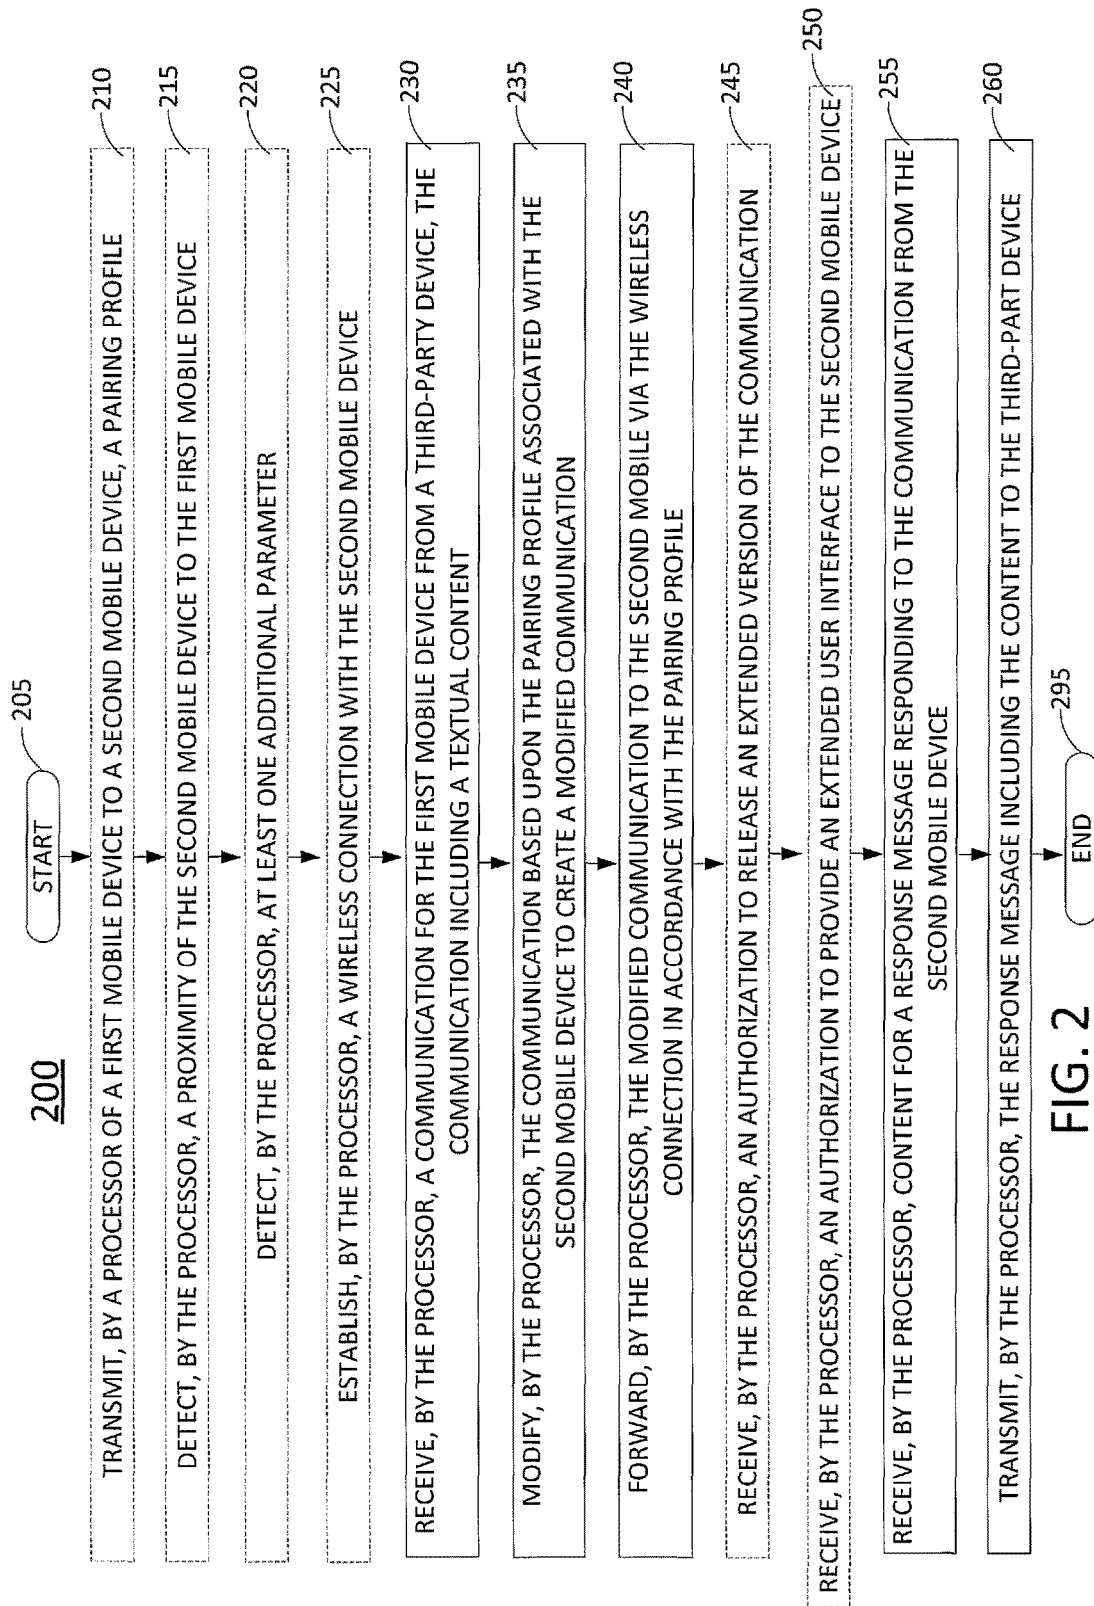 200
START
205
TRANSMIT, BY A PROCESSOR OF A FIRST MOBILE DEVICE TO A SECOND MOBILE DEVICE, A PAIRING PROFILE
210
DETECT, BY THE PROCESSOR, A PROXIMITY OF THE SECOND MOBILE DEVICE TO THE FIRST MOBILE DEVICE
215
DETECT, BY THE PROCESSOR, AT LEAST ONE ADDITIONAL PARAMETER
220
ESTABLISH, BY THE PROCESSOR, A WIRELESS CONNECTION WITH THE SECOND MOBILE DEVICE
225
RECEIVE, BY THE PROCESSOR, A COMMUNICATION FOR THE FIRST MOBILE DEVICE FROM A THIRD-PARTY DEVICE, THE
COMMUNICATION INCLUDING A TEXTUAL CONTENT
230
MODIFY, BY THE PROCESSOR, THE COMMUNICATION BASED UPON THE PAIRING PROFILE ASSOCIATED WITH THE
SECOND MOBILE DEVICE TO CREATE A MODIFIED COMMUNICATION
235
FORWARD, BY THE PROCESSOR, THE MODIFIED COMMUNICATION TO THE SECOND MOBILE VIA THE WIRELESS
CONNECTION IN ACCORDANCE WITH THE PAIRING PROFILE
240
RECEIVE, BY THE PROCESSOR, AN AUTHORIZATION TO RELEASE AN EXTENDED VERSION OF THE COMMUNICATION
245
RECEIVE, BY THE PROCESSOR, AN AUTHORIZATION TO PROVIDE AN EXTENDED USER INTERFACE TO THE SECOND MOBILE DEVICE
250
RECEIVE, BY THE PROCESSOR, CONTENT FOR A RESPONSE MESSAGE RESPONDING TO THE COMMUNICATION FROM THE
SECOND MOBILE DEVICE
255
TRANSMIT, BY THE PROCESSOR, THE RESPONSE MESSAGE INCLUDING THE CONTENT TO THE THIRD-PART DEVICE
260
END
295
FIG. 2